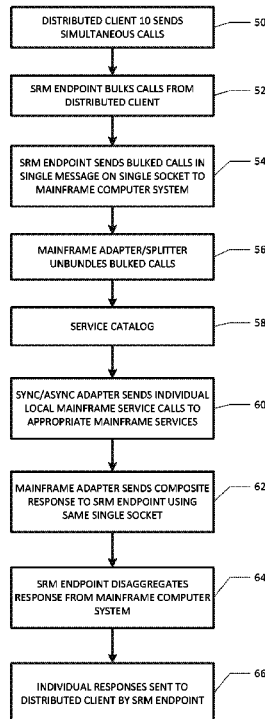 DISTRIBUTED CLIENT 10 SENDS
SIMULTANEOUS CALLS
50
SRM ENDPOINT BULKS CALLS FROM
DISTRIBUTED CLIENT
52
SRM ENDPOINT SENDS BULKED CALLS IN
SINGLE MESSAGE ON SINGLE SOCKET TO
MAINFRAME COMPUTER SYSTEM
54
MAINFRAME ADAPTER/SPLITTER
UNBUNDLES BULKED CALLS
56
SERVICE CATALOG
58
SYNC/ASYNC ADAPTER SENDS INDIVIDUAL
LOCAL MAINFRAME SERVICE CALLS TO
APPROPRIATE MAINFRAME SERVICES
60
MAINFRAME ADAPTER SENDS COMPOSITE
RESPONSE TO SRM ENDPOINT USING
SAME SINGLE SOCKET
62
SRM ENDPOINT DISAGGREGATES
RESPONSE FROM MAINFRAME COMPUTER
SYSTEM
64
INDIVIDUAL RESPONSES SENT TO
DISTRIBUTED CLIENT BY SRM ENDPOINT
66